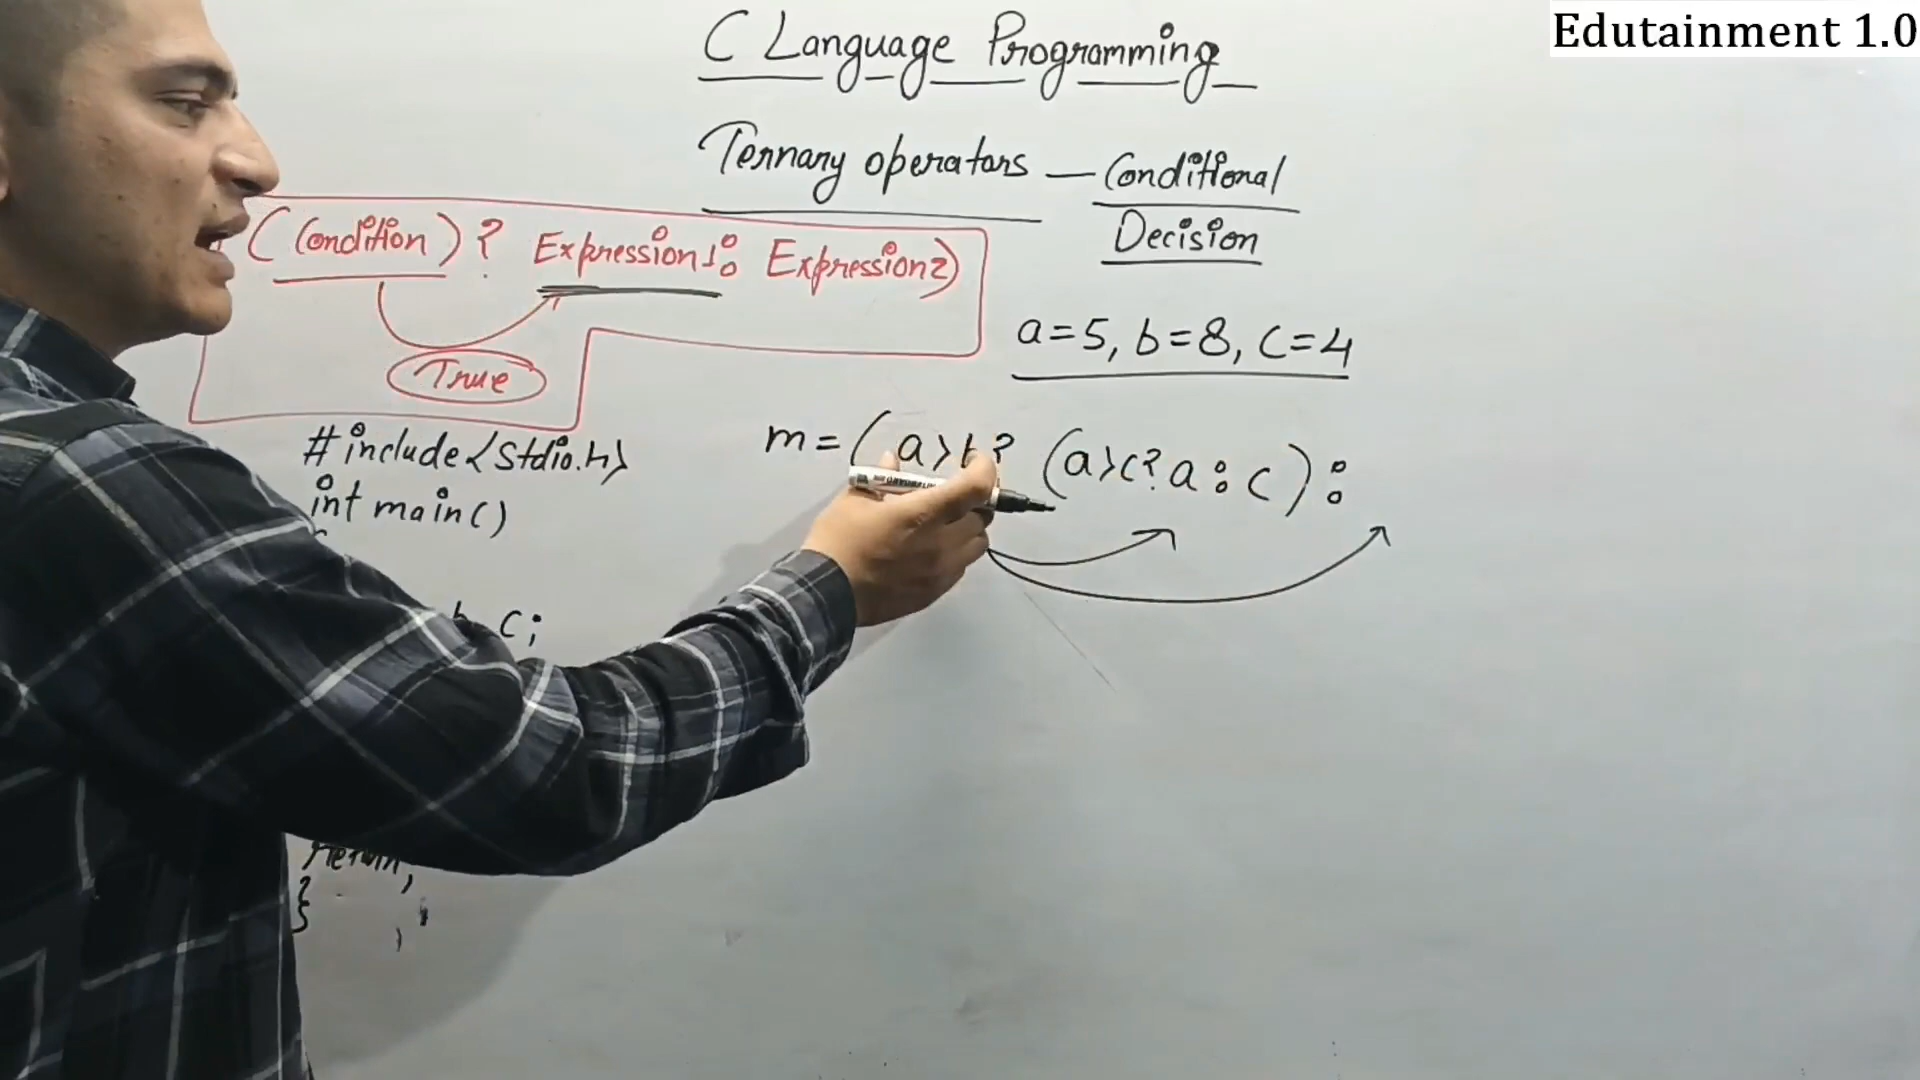 Edutainment 1.0
C Language Programming
Ternary operators — Conditional
Decision
(Condition) ? Expression1: Expression2)
True
a=5, b=8, c=4
m = ( a>b? (a>c? a : c) :
#include<stdio.h>
int main()
c;
}